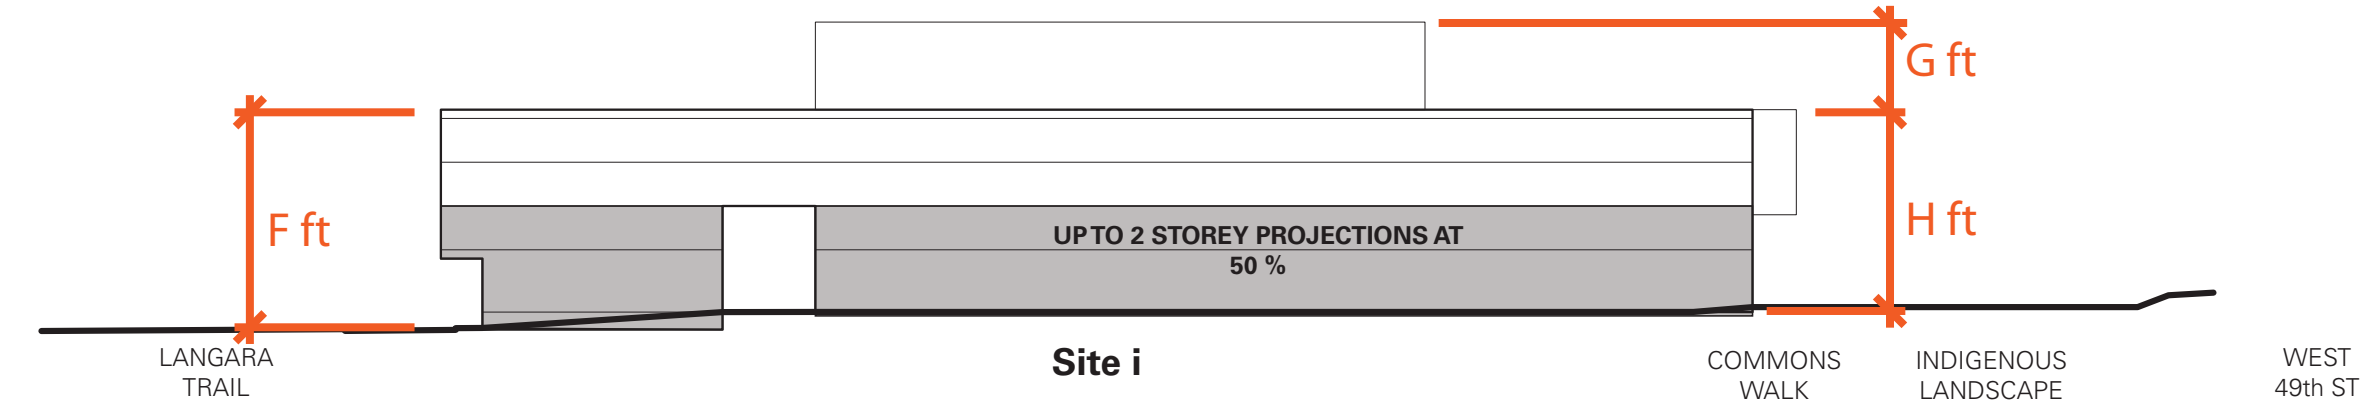 G ft
F ft
H ft
UP TO 2 STOREY PROJECTIONS AT
50 %
LANGARA
TRAIL
Site i
COMMONS
WALK
INDIGENOUS
LANDSCAPE
WEST
49th ST